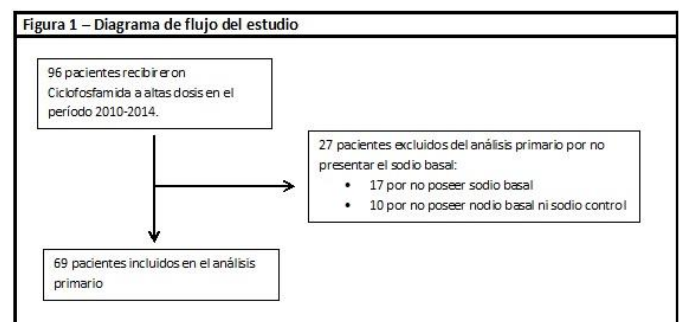 Figura 1 – Diagrama de flujo del estudio
96 pacientes recibireron
Ciclofosfamida a altas dosis en el
período 2010-2014.
27 pacientes excluidos del análisis primario por no
presentar el sodio basal:
• 17 por no poseer sodio basal
• 10 por no poseer nodio basal ni sodio control
69 pacientes incluidos en el análisis
primario